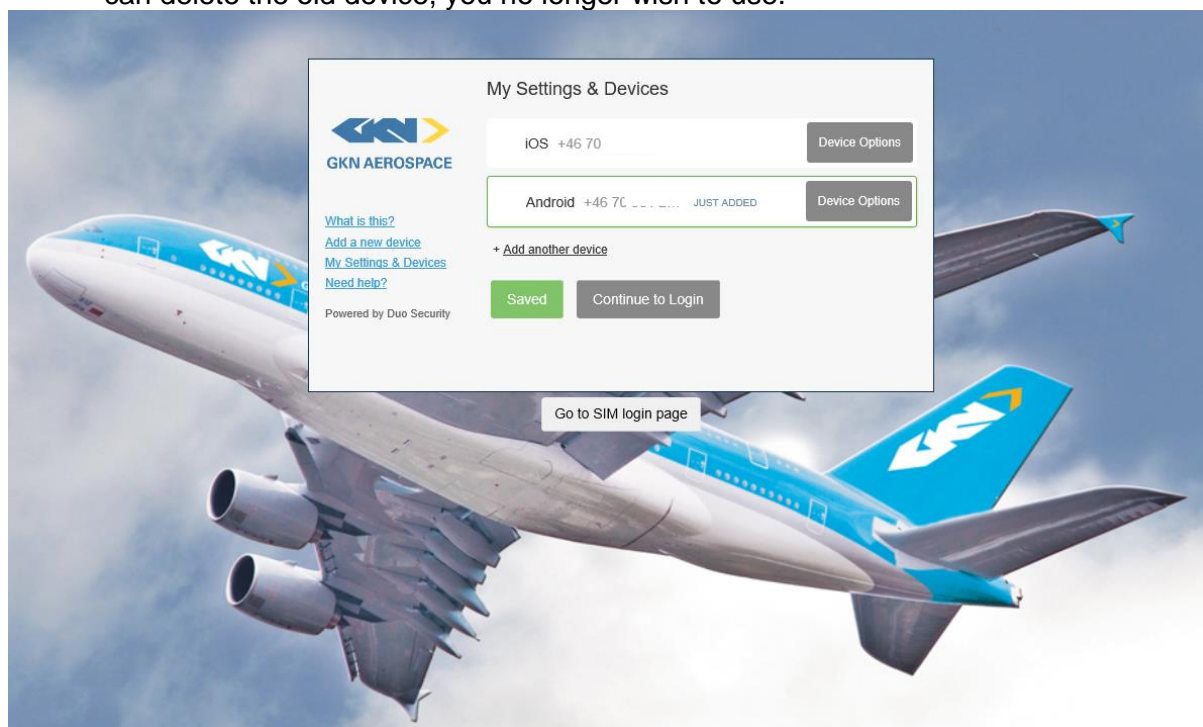 can delete the old device, you no longer wish to use.
My Settings & Devices
GKN AEROSPACE
iOS +46 70
Device Options
Android +46 70 JUST ADDED
Device Options
What is this?
Add a new device
My Settings & Devices
Need help?
Powered by Duo Security
+ Add another device
Saved
Continue to Login
Go to SIM login page